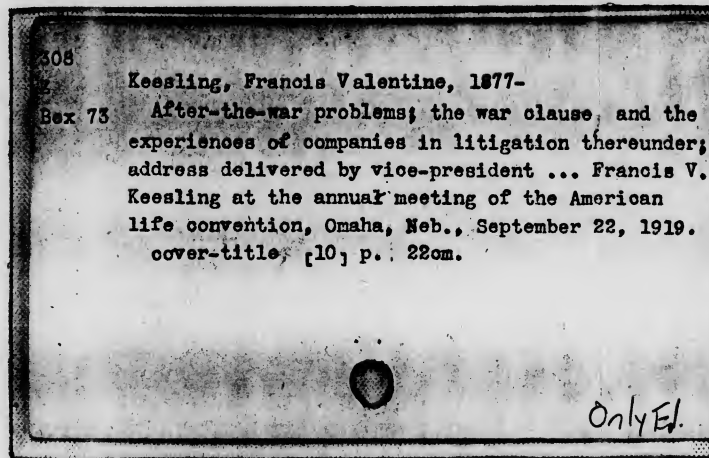 308
Z
Box 73
Keesling, Francis Valentine, 1877-
After-the-war problems; the war clause, and the
experiences of companies in litigation thereunder;
address delivered by vice-president ... Francis V.
Keesling at the annual meeting of the American
life convention, Omaha, Neb., September 22, 1919.
cover-title, [10] p. 22cm.
Only Ed.